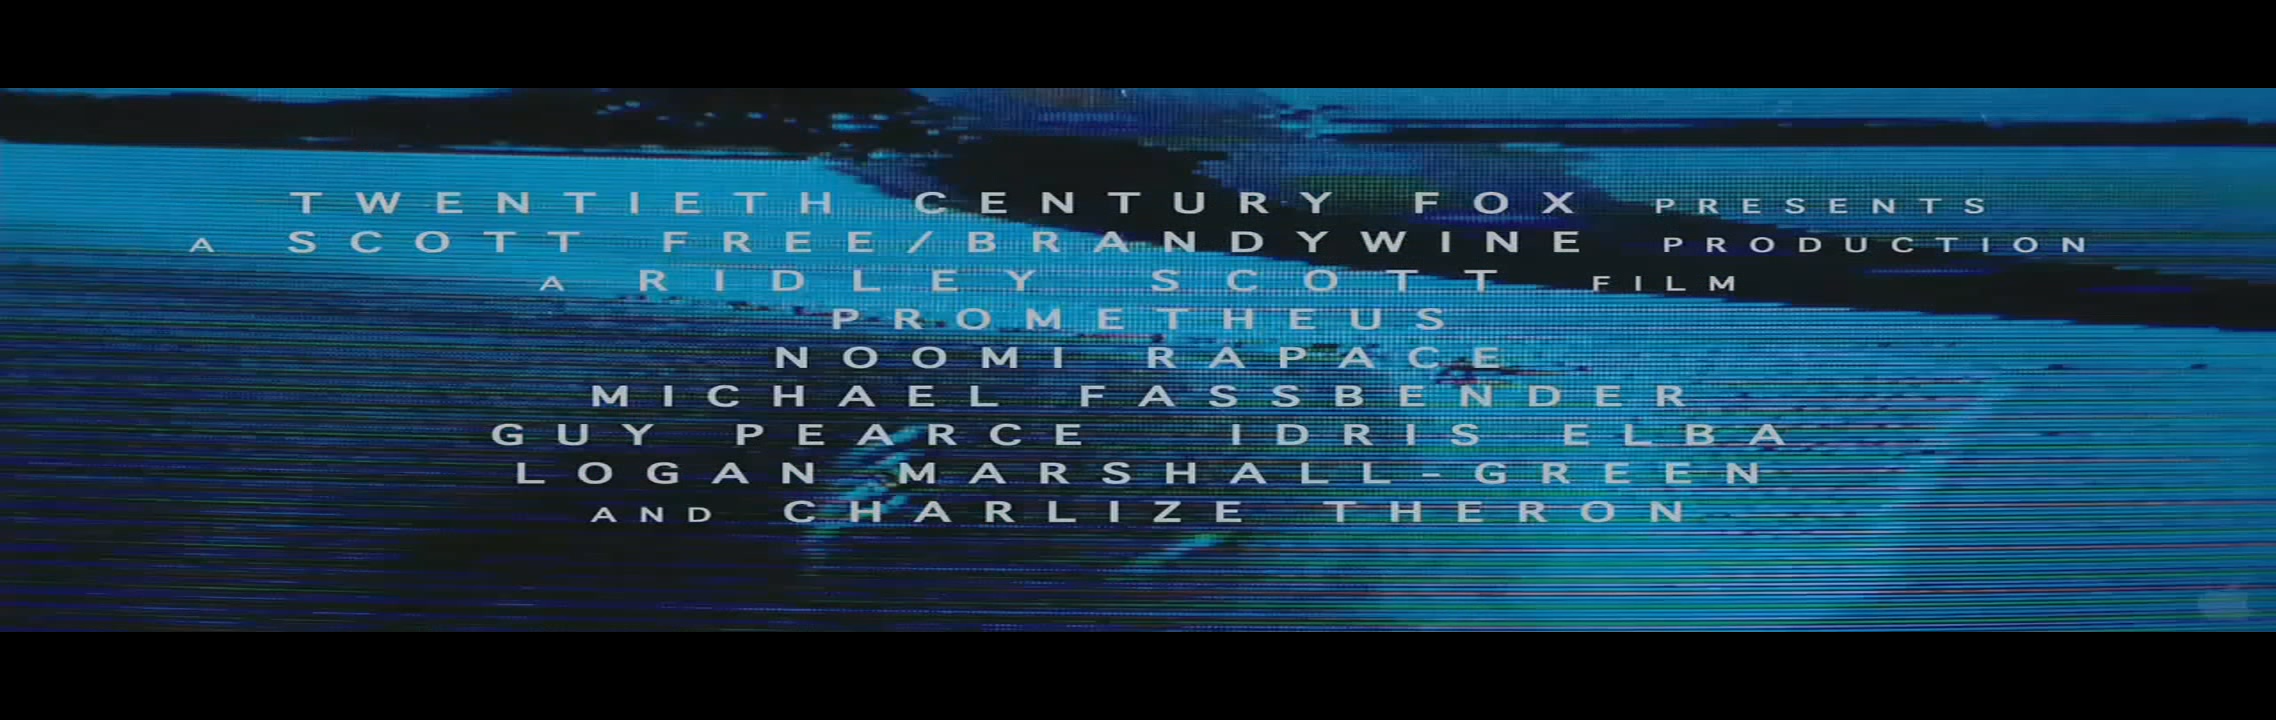 TWENTIETH CENTURY FOX PRESENTS
A SCOTT FREE/BRANDYWINE PRODUCTION
A RIDLEY SCOTT FILM
PROMETHEUS
NOOMI RAPACE
MICHAEL FASSBENDER
GUY PEARCE IDRIS ELBA
LOGAN MARSHALL-GREEN
AND CHARLIZE THERON